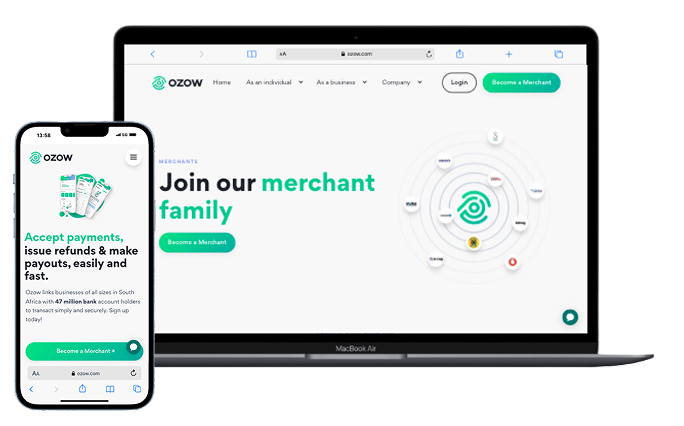 AA
ozow.com
OZOW
Home
As an individual
As a business
Company
Login
Become a Merchant
MERCHANTS
Join our merchant
family
Become a Merchant
MacBook Air
13:58
5G
OZOW
Accept payments,
issue refunds & make
payouts, easily and
fast.
Ozow links businesses of all sizes in South
Africa with 47 million bank account holders
to transact simply and securely. Sign up
today!
Become a Merchant >
AA
ozow.com